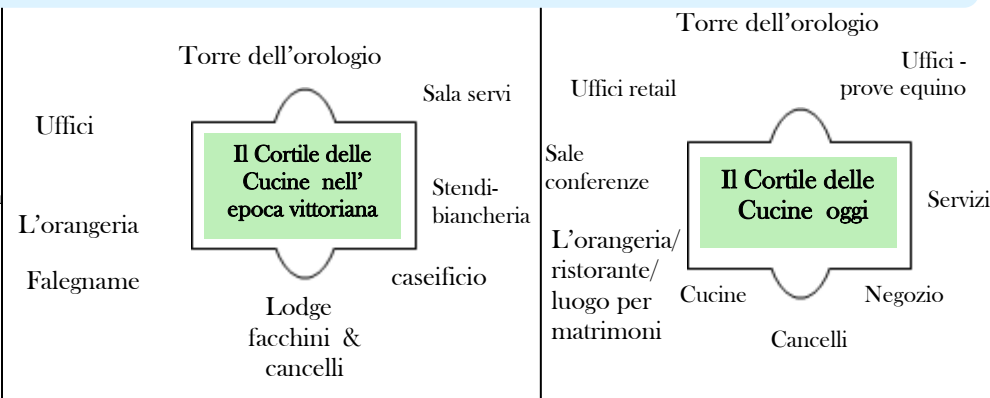 Torre dell'orologio
Sala servi
Uffici
Il Cortile delle
Cucine nell'
epoca vittoriana
Stendi-
biancheria
L'orangeria
Falegname
caseificio
Lodge
facchini &
cancelli
Torre dell'orologio
Uffici -
prove equino
Uffici retail
Sale
conferenze
Il Cortile delle
Cucine oggi
Servizi
L'orangeria/
ristorante/
luogo per
matrimoni
Cucine
Negozio
Cancelli